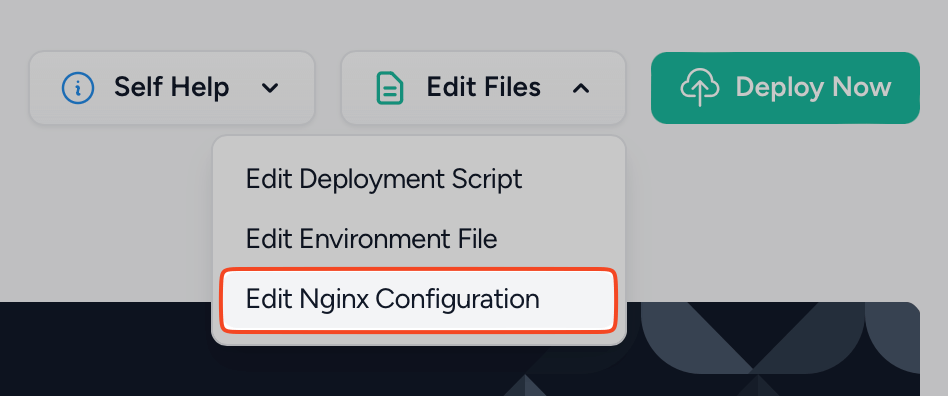 Self Help
Edit Files
Deploy Now
Edit Deployment Script
Edit Environment File
Edit Nginx Configuration